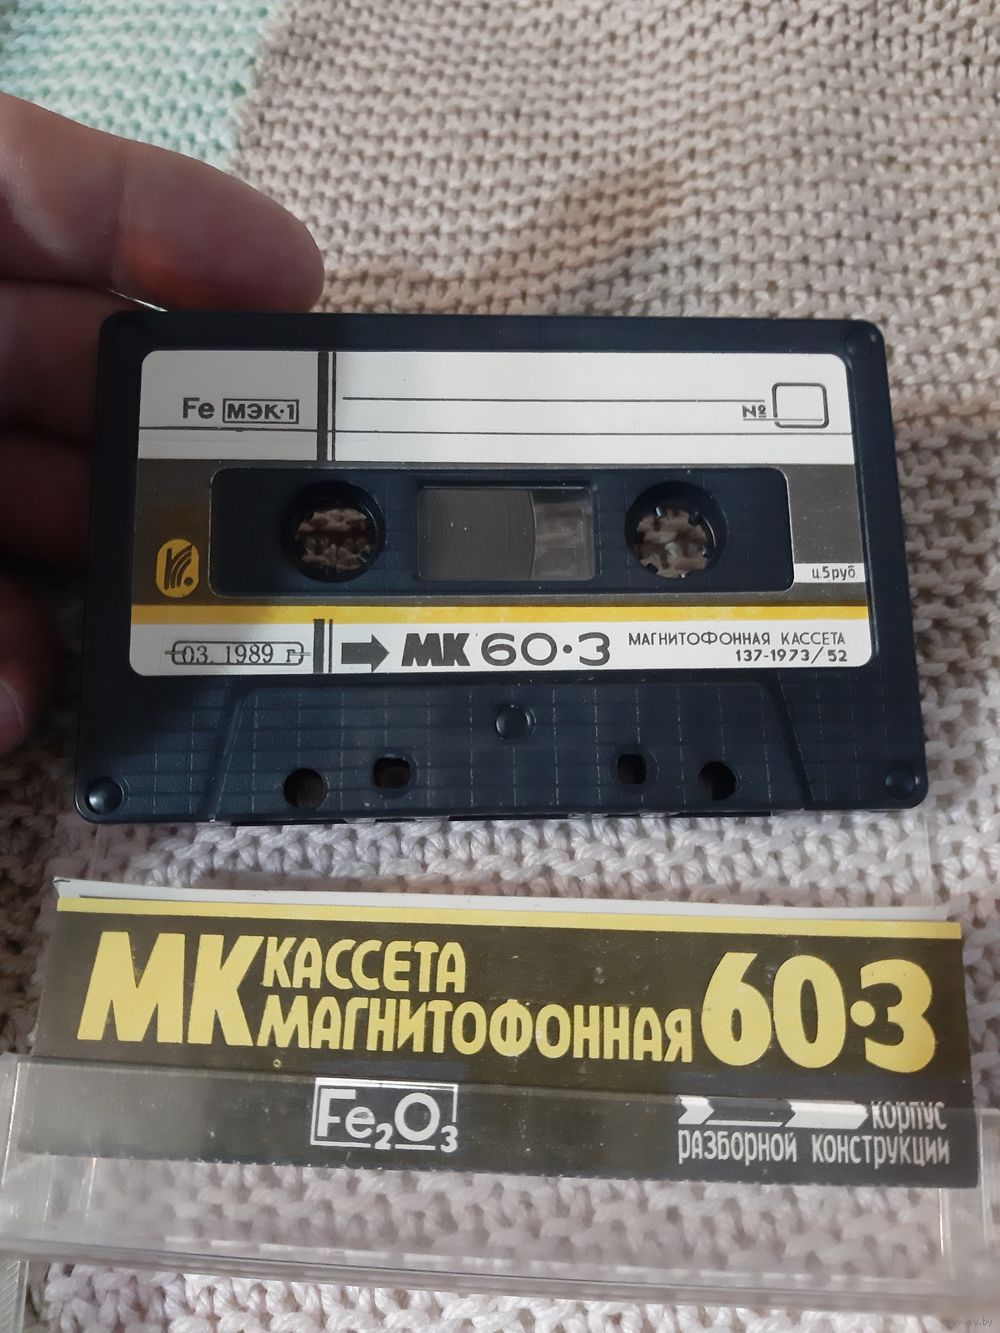 Fe МЭК·1
№
ц.5руб.
03. 1989 г
МК 60·3
МАГНИТОФОННАЯ КАССЕТА
137-1973/52
МК КАССЕТА МАГНИТОФОННАЯ 60·3
Fe₂O₃
КОРПУС
РАЗБОРНОЙ КОНСТРУКЦИИ